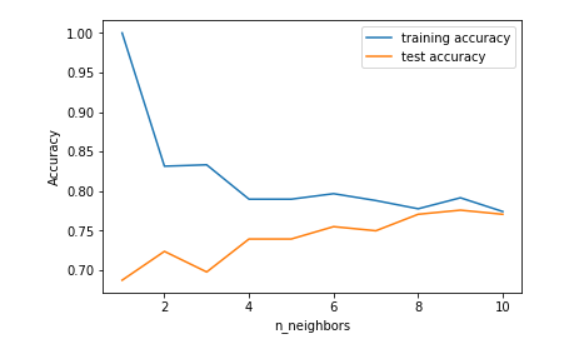 training accuracy
test accuracy
1.00
0.95
0.90
0.85
0.80
0.75
0.70
Accuracy
2 4 6 8 10
n_neighbors